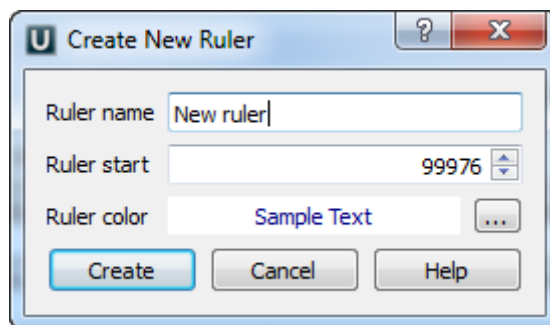 U Create New Ruler ?
Ruler name New ruler
Ruler start 99976
Ruler color Sample Text ...
Create Cancel Help